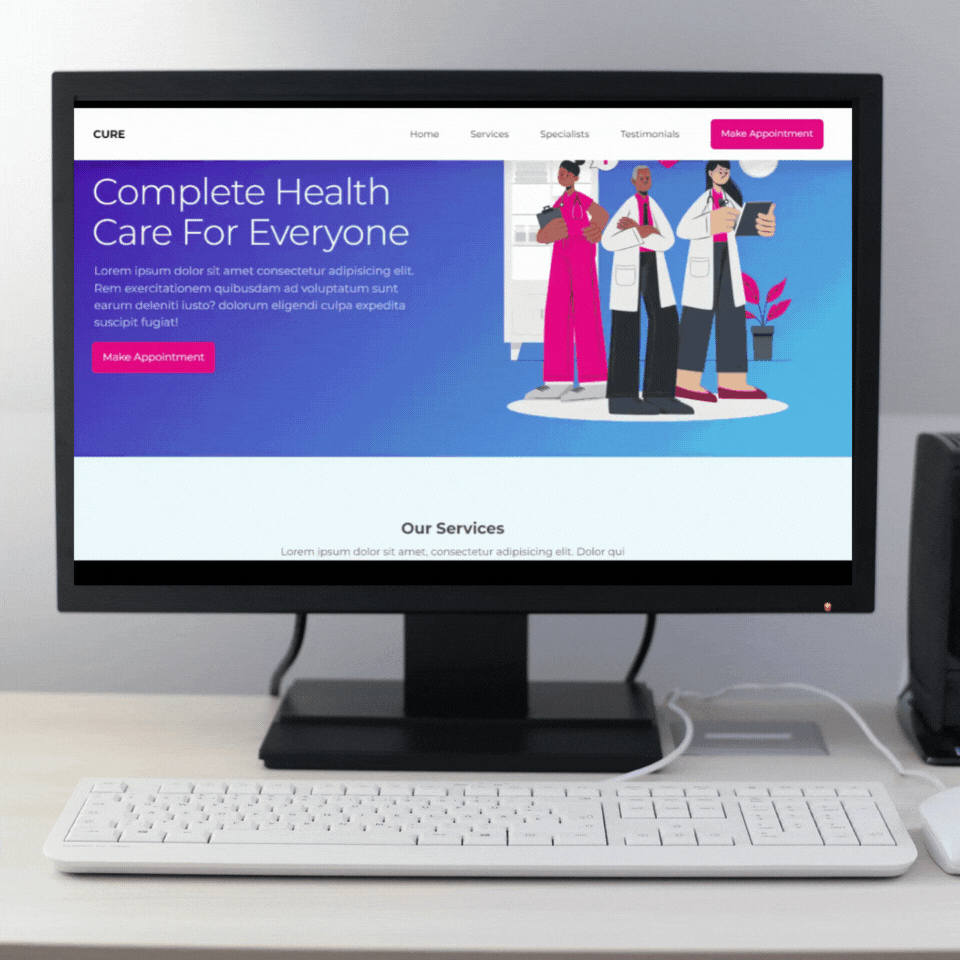 CURE
Home Services Specialists Testimonials Make Appointment
Complete Health
Care For Everyone
Lorem ipsum dolor sit amet consectetur adipisicing elit.
Rem exercitationem quibusdam ad voluptatum sunt
earum deleniti iusto? dolorum eligendi culpa expedita
suscipit fugiat!
Make Appointment
Our Services
Lorem ipsum dolor sit amet, consectetur adipisicing elit. Dolor qui